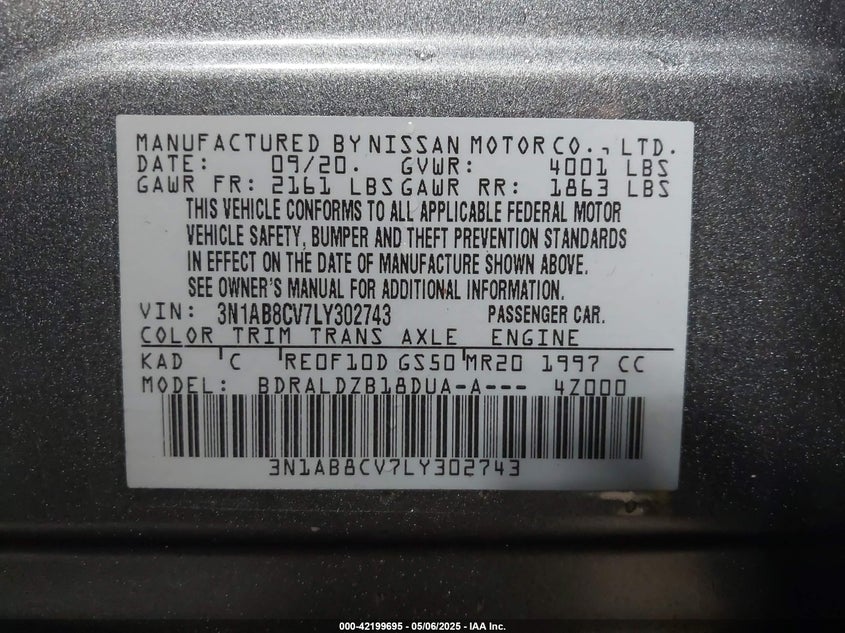 MANUFACTURED BY NISSAN MOTOR CO., LTD.
DATE: 09/20. GVWR: 4001 LBS
GAWR FR: 2161 LBS GAWR RR: 1863 LBS
THIS VEHICLE CONFORMS TO ALL APPLICABLE FEDERAL MOTOR
VEHICLE SAFETY, BUMPER AND THEFT PREVENTION STANDARDS
IN EFFECT ON THE DATE OF MANUFACTURE SHOWN ABOVE.
SEE OWNER'S MANUAL FOR ADDITIONAL INFORMATION.
VIN: 3N1AB8CV7LY302743 PASSENGER CAR.
COLOR TRIM TRANS AXLE ENGINE
KAD 'C 'RE0F10D GS50'MR20 1997 CC
MODEL: BDRALDZB18DUA-A--- 4Z000
3N1AB8CV7LY302743
000-42199695 - 05/06/2025 - IAA Inc.